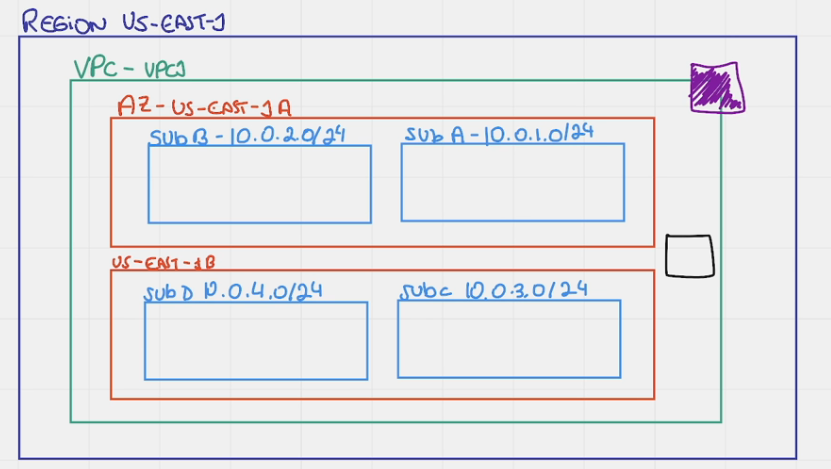 REGION US-EAST-1
VPC - VPC1
AZ - US-EAST-1A
SUB B - 10.0.2.0/24
SUB A - 10.0.1.0/24
US-EAST-1B
SUB D 10.0.4.0/24
SUB C 10.0.3.0/24